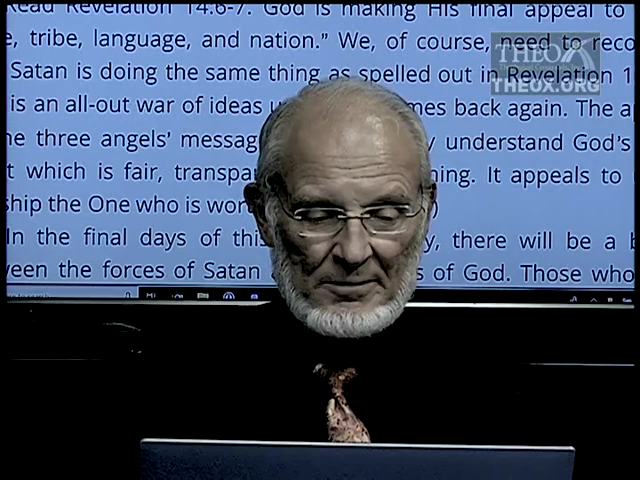 Read Revelation 14:6-7. God is making His final appeal to
e, tribe, language, and nation.” We, of course, need to reco
Satan is doing the same thing as spelled out in Revelation 1
is an all-out war of ideas u mes back again. The a
he three angels’ messag y understand God’s
t which is fair, transpa ning. It appeals to
ship the One who is wor )
In the final days of this y, there will be a b
ween the forces of Satan s of God. Those who
THEO
THEOX.ORG